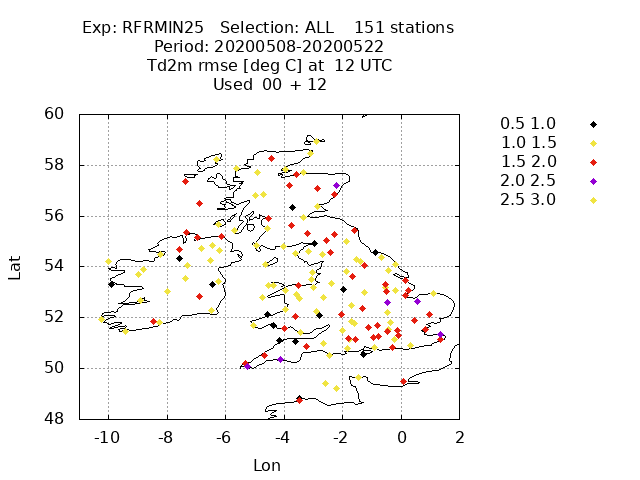 Exp: RFRMIN25 Selection: ALL 151 stations
Period: 20200508-20200522
Td2m rmse [deg C] at 12 UTC
Used 00 + 12
60
58
56
54
52
50
48
Lat
-10 -8 -6 -4 -2 0 2
Lon
0.5 1.0
1.0 1.5
1.5 2.0
2.0 2.5
2.5 3.0